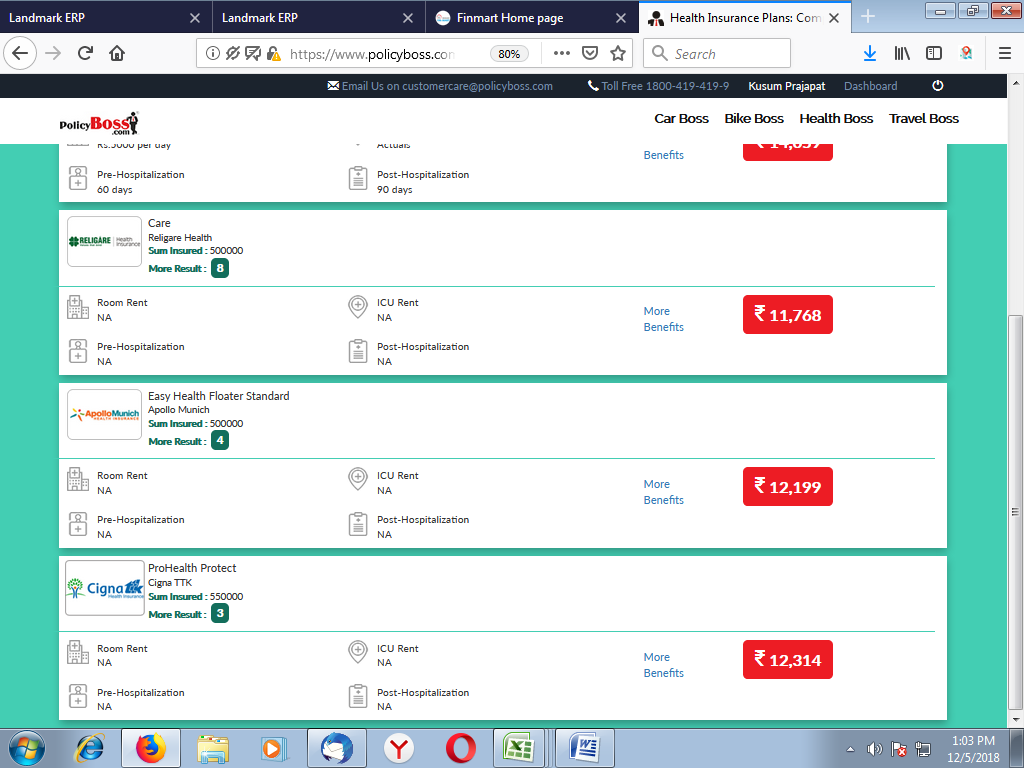 Landmark ERP
Landmark ERP
Finmart Home page
Health Insurance Plans: Com
https://www.policyboss.con
80%
Search
Email Us on customercare@policyboss.com
Toll Free 1800-419-419-9
Kusum Prajapat
Dashboard
PolicyBoss.com
Car Boss
Bike Boss
Health Boss
Travel Boss
Rs.5000 per day
Actuals
Benefits
Pre-Hospitalization
60 days
Post-Hospitalization
90 days
RELIGARE Health Insurance
Care
Religare Health
Sum Insured : 500000
More Result : 8
Room Rent
NA
ICU Rent
NA
More
Benefits
₹ 11,768
Pre-Hospitalization
NA
Post-Hospitalization
NA
ApolloMunich
HEALTH INSURANCE
Easy Health Floater Standard
Apollo Munich
Sum Insured : 500000
More Result : 4
Room Rent
NA
ICU Rent
NA
More
Benefits
₹ 12,199
Pre-Hospitalization
NA
Post-Hospitalization
NA
Cigna ttk
Health Insurance
ProHealth Protect
Cigna TTK
Sum Insured : 550000
More Result : 3
Room Rent
NA
ICU Rent
NA
More
Benefits
₹ 12,314
Pre-Hospitalization
NA
Post-Hospitalization
NA
1:03 PM
12/5/2018